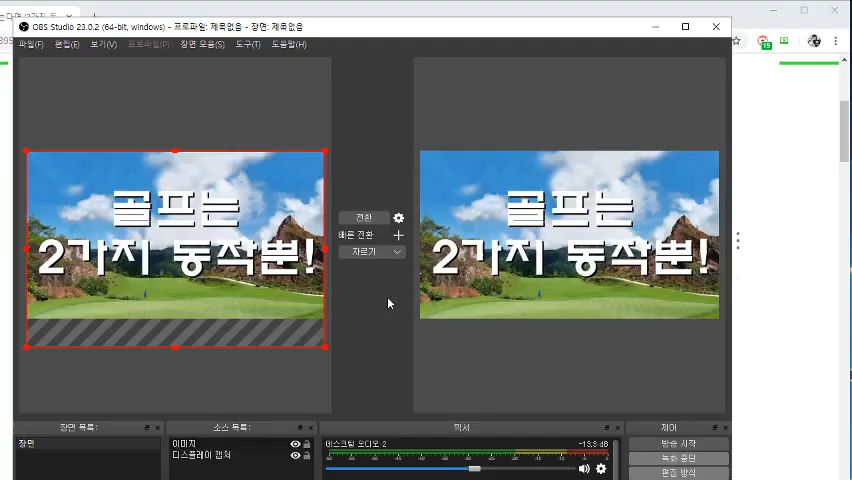 OBS Studio 23.0.2 (64-bit, windows) - 프로파일: 제목없음 - 장면: 제목없음
파일(F) 편집(E) 보기(V) 프로파일(P) 장면 모음(S) 도구(T) 도움말(H)
19
골프는
2가지 동작뿐!
전환
빠른 전환
자르기
골프는
2가지 동작뿐!
장면 목록: 소스 목록: 믹서 제어
장면
이미지
디스플레이 캡쳐
데스크탑 오디오 2 -13.3 dB
방송 시작
녹화 중단
편집 방식